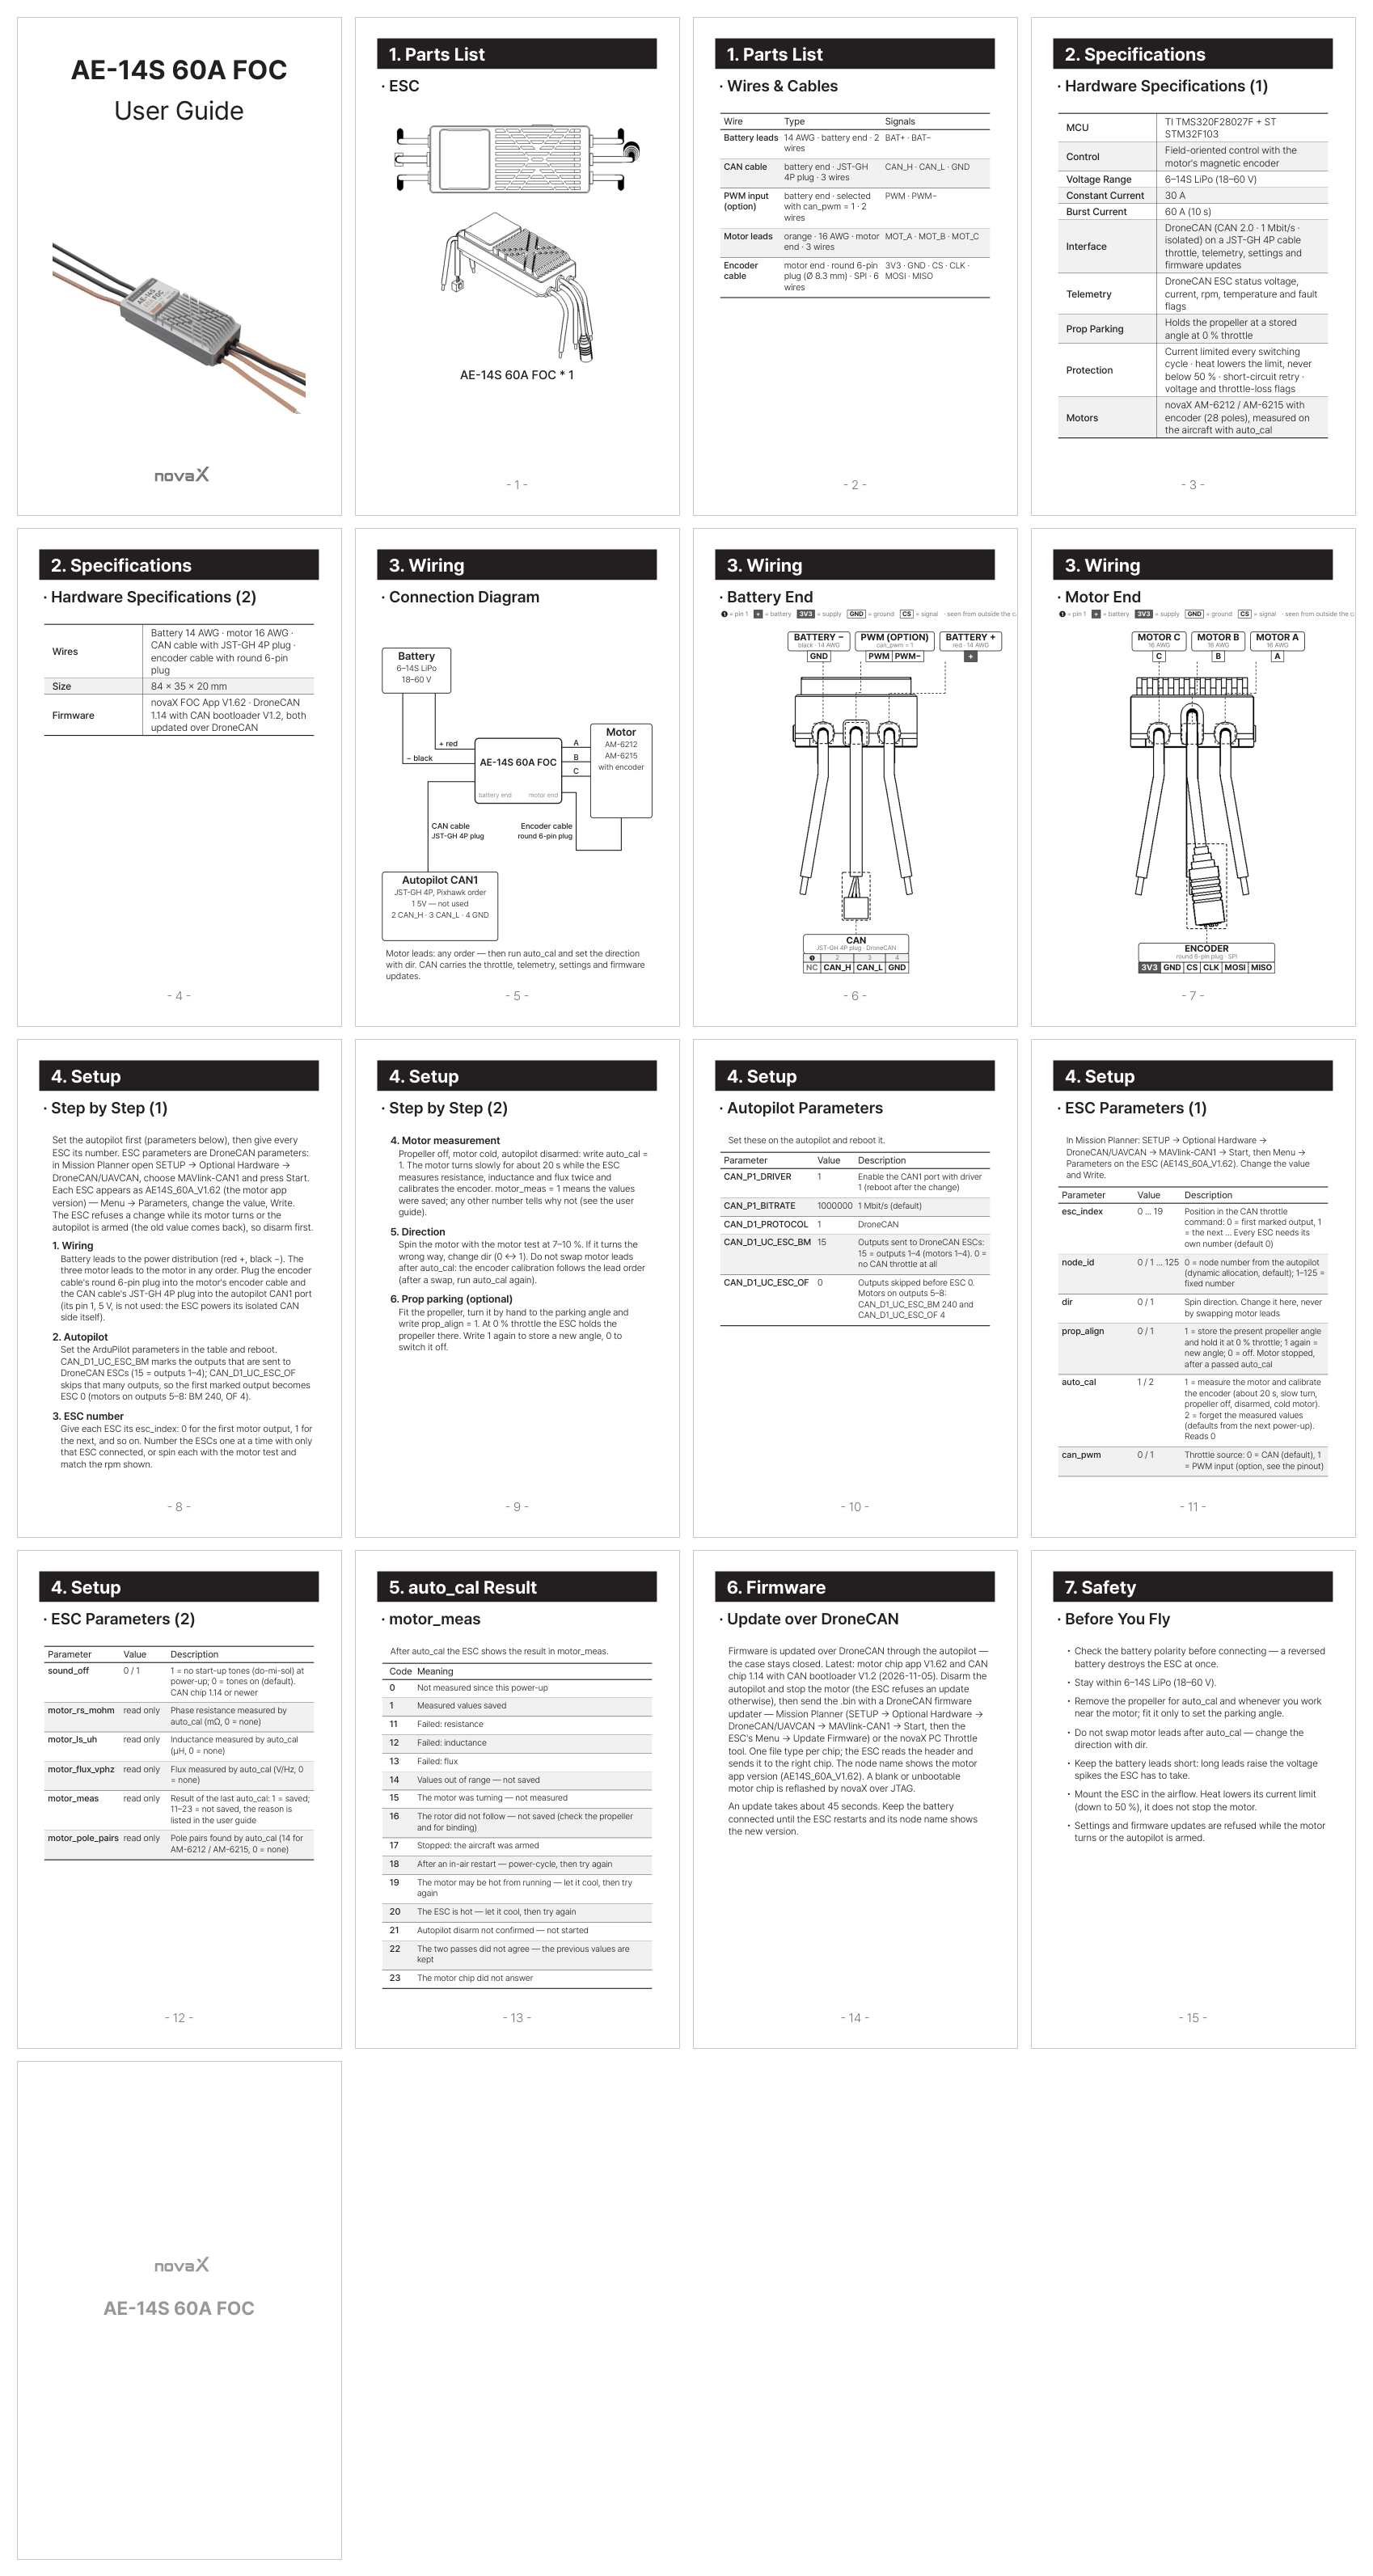 AE-14S 60A FOC
User Guide
AE-14S
FOC
novaX
1. Parts List
· ESC
AE-14S 60A FOC * 1
- 1 -
1. Parts List
· Wires & Cables
Wire Type Signals
Battery leads 14 AWG · battery end · 2 BAT+ · BAT−
wires
CAN cable battery end · JST-GH CAN_H · CAN_L · GND
4P plug · 3 wires
PWM input battery end · selected PWM · PWM−
(option) with can_pwm = 1 · 2
wires
Motor leads orange · 16 AWG · motor MOT_A · MOT_B · MOT_C
end · 3 wires
Encoder motor end · round 6-pin 3V3 · GND · CS · CLK ·
cable plug (Ø 8.3 mm) · SPI · 6 MOSI · MISO
wires
- 2 -
2. Specifications
· Hardware Specifications (1)
MCU TI TMS320F28027F + ST
STM32F103
Control Field-oriented control with the
motor's magnetic encoder
Voltage Range 6–14S LiPo (18–60 V)
Constant Current 30 A
Burst Current 60 A (10 s)
Interface DroneCAN (CAN 2.0 · 1 Mbit/s ·
isolated) on a JST-GH 4P cable
throttle, telemetry, settings and
firmware updates
Telemetry DroneCAN ESC status voltage,
current, rpm, temperature and fault
flags
Prop Parking Holds the propeller at a stored
angle at 0 % throttle
Protection Current limited every switching
cycle · heat lowers the limit, never
below 50 % · short-circuit retry ·
voltage and throttle-loss flags
Motors novaX AM-6212 / AM-6215 with
encoder (28 poles), measured on
the aircraft with auto_cal
- 3 -
2. Specifications
· Hardware Specifications (2)
Wires Battery 14 AWG · motor 16 AWG ·
CAN cable with JST-GH 4P plug ·
encoder cable with round 6-pin
plug
Size 84 × 35 × 20 mm
Firmware novaX FOC App V1.62 · DroneCAN
1.14 with CAN bootloader V1.2, both
updated over DroneCAN
- 4 -
3. Wiring
· Connection Diagram
Battery
6–14S LiPo
18–60 V
+ red
− black
AE-14S 60A FOC
battery end motor end
A
B
C
Motor
AM-6212
AM-6215
with encoder
CAN cable
JST-GH 4P plug
Encoder cable
round 6-pin plug
Autopilot CAN1
JST-GH 4P, Pixhawk order
1 5V — not used
2 CAN_H · 3 CAN_L · 4 GND
Motor leads: any order — then run auto_cal and set the direction
with dir. CAN carries the throttle, telemetry, settings and firmware
updates.
- 5 -
3. Wiring
· Battery End
1 = pin 1 + = battery 3V3 = supply GND = ground CS = signal · seen from outside the c
BATTERY − PWM (OPTION) BATTERY +
black · 14 AWG can_pwm = 1 red · 14 AWG
GND PWM PWM− +
CAN
JST-GH 4P plug · DroneCAN
1 2 3 4
NC CAN_H CAN_L GND
- 6 -
3. Wiring
· Motor End
1 = pin 1 + = battery 3V3 = supply GND = ground CS = signal · seen from outside the c
MOTOR C MOTOR B MOTOR A
16 AWG 16 AWG 16 AWG
C B A
ENCODER
round 6-pin plug · SPI
3V3 GND CS CLK MOSI MISO
- 7 -
4. Setup
· Step by Step (1)
Set the autopilot first (parameters below), then give every
ESC its number. ESC parameters are DroneCAN parameters:
in Mission Planner open SETUP → Optional Hardware →
DroneCAN/UAVCAN, choose MAVlink-CAN1 and press Start.
Each ESC appears as AE14S_60A_V1.62 (the motor app
version) — Menu → Parameters, change the value, Write.
The ESC refuses a change while its motor turns or the
autopilot is armed (the old value comes back), so disarm first.
1. Wiring
Battery leads to the power distribution (red +, black −). The
three motor leads to the motor in any order. Plug the encoder
cable's round 6-pin plug into the motor's encoder cable and
the CAN cable's JST-GH 4P plug into the autopilot CAN1 port
(its pin 1, 5 V, is not used: the ESC powers its isolated CAN
side itself).
2. Autopilot
Set the ArduPilot parameters in the table and reboot.
CAN_D1_UC_ESC_BM marks the outputs that are sent to
DroneCAN ESCs (15 = outputs 1–4); CAN_D1_UC_ESC_OF
skips that many outputs, so the first marked output becomes
ESC 0 (motors on outputs 5–8: BM 240, OF 4).
3. ESC number
Give each ESC its esc_index: 0 for the first motor output, 1 for
the next, and so on. Number the ESCs one at a time with only
that ESC connected, or spin each with the motor test and
match the rpm shown.
- 8 -
4. Setup
· Step by Step (2)
4. Motor measurement
Propeller off, motor cold, autopilot disarmed: write auto_cal =
1. The motor turns slowly for about 20 s while the ESC
measures resistance, inductance and flux twice and
calibrates the encoder. motor_meas = 1 means the values
were saved; any other number tells why not (see the user
guide).
5. Direction
Spin the motor with the motor test at 7–10 %. If it turns the
wrong way, change dir (0 ↔ 1). Do not swap motor leads
after auto_cal: the encoder calibration follows the lead order
(after a swap, run auto_cal again).
6. Prop parking (optional)
Fit the propeller, turn it by hand to the parking angle and
write prop_align = 1. At 0 % throttle the ESC holds the
propeller there. Write 1 again to store a new angle, 0 to
switch it off.
- 9 -
4. Setup
· Autopilot Parameters
Set these on the autopilot and reboot it.
Parameter Value Description
CAN_P1_DRIVER 1 Enable the CAN1 port with driver
1 (reboot after the change)
CAN_P1_BITRATE 1000000 1 Mbit/s (default)
CAN_D1_PROTOCOL 1 DroneCAN
CAN_D1_UC_ESC_BM 15 Outputs sent to DroneCAN ESCs:
15 = outputs 1–4 (motors 1–4). 0 =
no CAN throttle at all
CAN_D1_UC_ESC_OF 0 Outputs skipped before ESC 0.
Motors on outputs 5–8:
CAN_D1_UC_ESC_BM 240 and
CAN_D1_UC_ESC_OF 4
- 10 -
4. Setup
· ESC Parameters (1)
In Mission Planner: SETUP → Optional Hardware →
DroneCAN/UAVCAN → MAVlink-CAN1 → Start, then Menu →
Parameters on the ESC (AE14S_60A_V1.62). Change the value
and Write.
Parameter Value Description
esc_index 0 ... 19 Position in the CAN throttle
command: 0 = first marked output, 1
= the next ... Every ESC needs its
own number (default 0)
node_id 0 / 1 ... 125 0 = node number from the autopilot
(dynamic allocation, default); 1–125 =
fixed number
dir 0 / 1 Spin direction. Change it here, never
by swapping motor leads
prop_align 0 / 1 1 = store the present propeller angle
and hold it at 0 % throttle; 1 again =
new angle; 0 = off. Motor stopped,
after a passed auto_cal
auto_cal 1 / 2 1 = measure the motor and calibrate
the encoder (about 20 s, slow turn,
propeller off, disarmed, cold motor).
2 = forget the measured values
(defaults from the next power-up).
Reads 0
can_pwm 0 / 1 Throttle source: 0 = CAN (default), 1
= PWM input (option, see the pinout)
- 11 -
4. Setup
· ESC Parameters (2)
Parameter Value Description
sound_off 0 / 1 1 = no start-up tones (do-mi-sol) at
power-up; 0 = tones on (default).
CAN chip 1.14 or newer
motor_rs_mohm read only Phase resistance measured by
auto_cal (mΩ, 0 = none)
motor_ls_uh read only Inductance measured by auto_cal
(µH, 0 = none)
motor_flux_vphz read only Flux measured by auto_cal (V/Hz, 0
= none)
motor_meas read only Result of the last auto_cal: 1 = saved;
11–23 = not saved, the reason is
listed in the user guide
motor_pole_pairs read only Pole pairs found by auto_cal (14 for
AM-6212 / AM-6215, 0 = none)
- 12 -
5. auto_cal Result
· motor_meas
After auto_cal the ESC shows the result in motor_meas.
Code Meaning
0 Not measured since this power-up
1 Measured values saved
11 Failed: resistance
12 Failed: inductance
13 Failed: flux
14 Values out of range — not saved
15 The motor was turning — not measured
16 The rotor did not follow — not saved (check the propeller
and for binding)
17 Stopped: the aircraft was armed
18 After an in-air restart — power-cycle, then try again
19 The motor may be hot from running — let it cool, then try
again
20 The ESC is hot — let it cool, then try again
21 Autopilot disarm not confirmed — not started
22 The two passes did not agree — the previous values are
kept
23 The motor chip did not answer
- 13 -
6. Firmware
· Update over DroneCAN
Firmware is updated over DroneCAN through the autopilot —
the case stays closed. Latest: motor chip app V1.62 and CAN
chip 1.14 with CAN bootloader V1.2 (2026-11-05). Disarm the
autopilot and stop the motor (the ESC refuses an update
otherwise), then send the .bin with a DroneCAN firmware
updater — Mission Planner (SETUP → Optional Hardware →
DroneCAN/UAVCAN → MAVlink-CAN1 → Start, then the
ESC's Menu → Update Firmware) or the novaX PC Throttle
tool. One file type per chip; the ESC reads the header and
sends it to the right chip. The node name shows the motor
app version (AE14S_60A_V1.62). A blank or unbootable
motor chip is reflashed by novaX over JTAG.
An update takes about 45 seconds. Keep the battery
connected until the ESC restarts and its node name shows
the new version.
- 14 -
7. Safety
· Before You Fly
• Check the battery polarity before connecting — a reversed
battery destroys the ESC at once.
• Stay within 6–14S LiPo (18–60 V).
• Remove the propeller for auto_cal and whenever you work
near the motor; fit it only to set the parking angle.
• Do not swap motor leads after auto_cal — change the
direction with dir.
• Keep the battery leads short: long leads raise the voltage
spikes the ESC has to take.
• Mount the ESC in the airflow. Heat lowers its current limit
(down to 50 %), it does not stop the motor.
• Settings and firmware updates are refused while the motor
turns or the autopilot is armed.
- 15 -
novaX
AE-14S 60A FOC